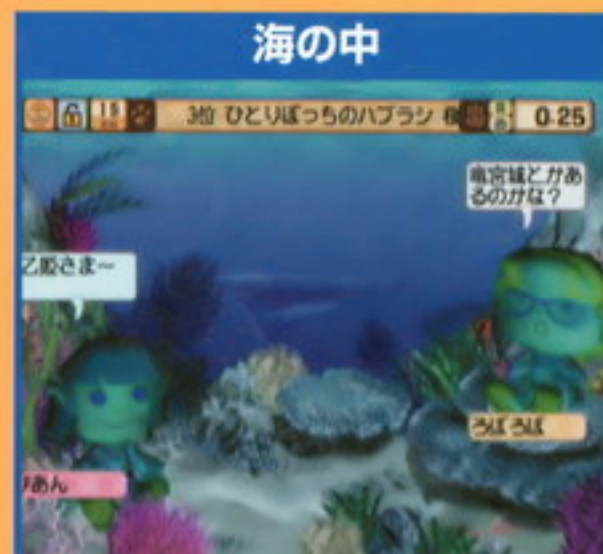 海の中
15
3位 ひとりぼっちのハブラシ
0:25
竜宮城とかあ
るのかな?
乙姫さま~
ろぼろぼ
あん